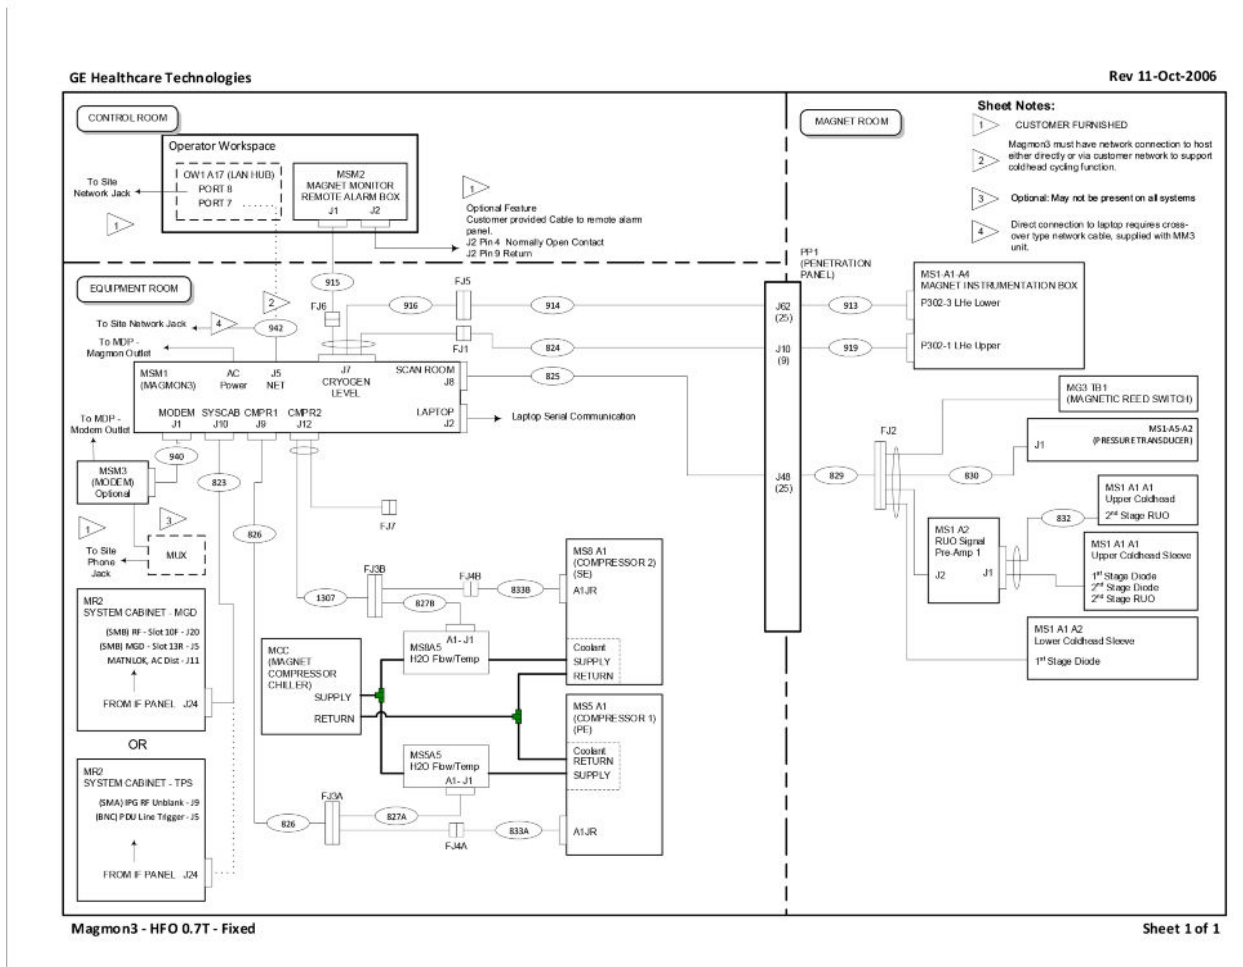 GE Healthcare Technologies
Rev 11-Oct-2006
CONTROL ROOM
Operator Workspace
OW1 A17 (LAN HUB)
PORT 8
PORT 7
To Site
Network Jack
1
MSM2
MAGNET MONITOR
REMOTE ALARM BOX
J1 J2
1
Optional Feature
Customer provided Cable to remote alarm
panel.
J2 Pin 4 Normally Open Contact
J2 Pin 9 Return
MAGNET ROOM
Sheet Notes:
1 CUSTOMER FURNISHED
2 Magmon3 must have network connection to host
either directly or via customer network to support
coldhead cycling function.
3 Optional: May not be present on all systems
4 Direct connection to laptop requires cross-
over type network cable, supplied with MM3
unit.
PP1
(PENETRATION
PANEL)
EQUIPMENT ROOM
915
FJ6
2
942
4
To Site Network Jack
To MDP -
Magmon Outlet
916
FJ5
914
J62
(25)
913
MS1-A1-A4
MAGNET INSTRUMENTATION BOX
P302-3 LHe Lower
P302-1 LHe Upper
FJ1
824
J10
(9)
919
825
MSM1
(MAGMON3)
AC
Power
J5
NET
J7
CRYOGEN
LEVEL
SCAN ROOM
J8
LAPTOP
J2
Laptop Serial Communication
MODEM
J1
SYSCAB
J10
CMPR1
J9
CMPR2
J12
To MDP -
Modem Outlet
940
MSM3
(MODEM)
Optional
823
826
FJ7
1
3
To Site
Phone
Jack
MUX
J48
(25)
829
FJ2
MG3 TB1
(MAGNETIC REED SWITCH)
MS1-A5-A2
(PRESSURE TRANSDUCER)
J1
830
MS1 A1 A1
Upper Coldhead
2nd Stage RUO
832
MS1 A2
RUO Signal
Pre-Amp 1
J2 J1
MS1 A1 A1
Upper Coldhead Sleeve
1st Stage Diode
2nd Stage Diode
2nd Stage RUO
MS1 A1 A2
Lower Coldhead Sleeve
1st Stage Diode
1307
FJ3B
FJ4B
833B
827B
MS8 A1
(COMPRESSOR 2)
(SE)
A1JR
Coolant
SUPPLY
RETURN
A1- J1
MS8A5
H2O Flow/Temp
MCC
(MAGNET
COMPRESSOR
CHILLER)
SUPPLY
RETURN
MS5 A1
(COMPRESSOR 1)
(PE)
Coolant
RETURN
SUPPLY
A1JR
MS5A5
H2O Flow/Temp
A1- J1
FJ3A
826
827A
FJ4A
833A
MR2
SYSTEM CABINET - MGD
(SMB) RF - Slot 10F - J20
(SMB) MGD - Slot 13R - J5
MATNLOK, AC Dist - J11
FROM IF PANEL J24
OR
MR2
SYSTEM CABINET - TPS
(SMA) IPG RF Unblank - J9
(BNC) PDU Line Trigger - J5
FROM IF PANEL J24
Magmon3 - HFO 0.7T - Fixed
Sheet 1 of 1